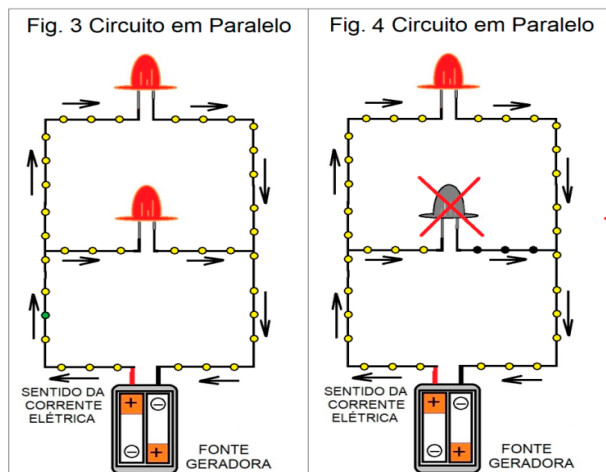 Fig. 3 Circuito em Paralelo
SENTIDO DA
CORRENTE
ELÉTRICA
+
-
-
+
FONTE
GERADORA
Fig. 4 Circuito em Paralelo
SENTIDO DA
CORRENTE
ELÉTRICA
+
-
-
+
FONTE
GERADORA